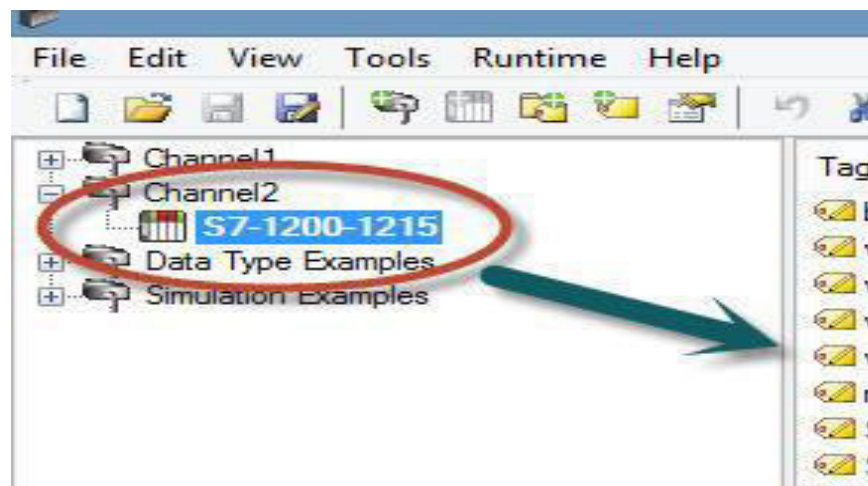 File Edit View Tools Runtime Help
Channel1
Channel2
S7-1200-1215
Data Type Examples
Simulation Examples
Tag